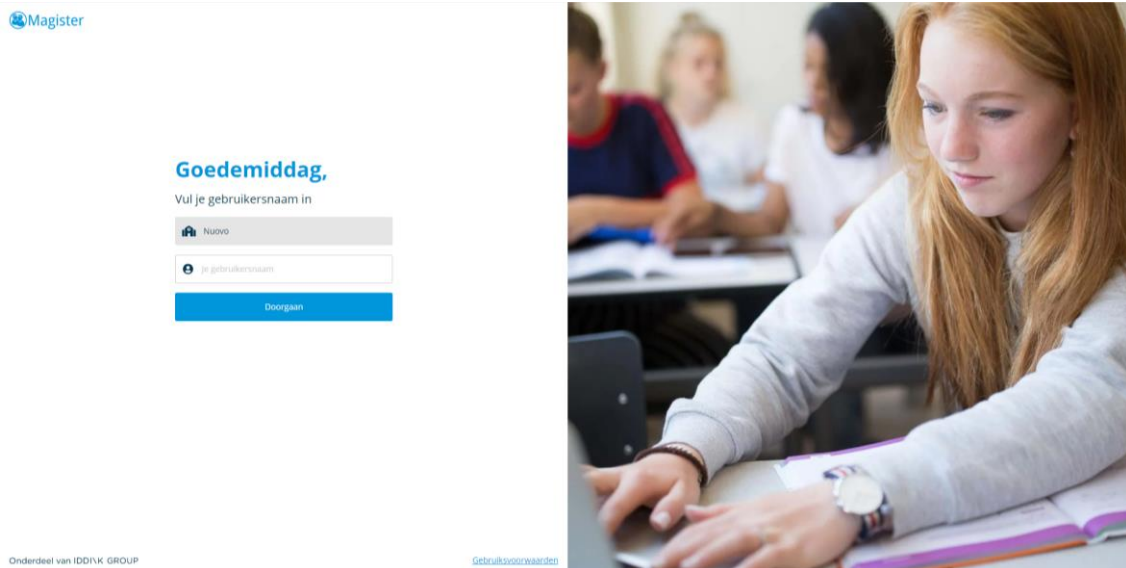 Magister
Goedemiddag,
Vul je gebruikersnaam in
Nuovo
Je gebruikersnaam
Doorgaan
Onderdeel van IDDINK GROUP
Gebruiksvoorwaarden